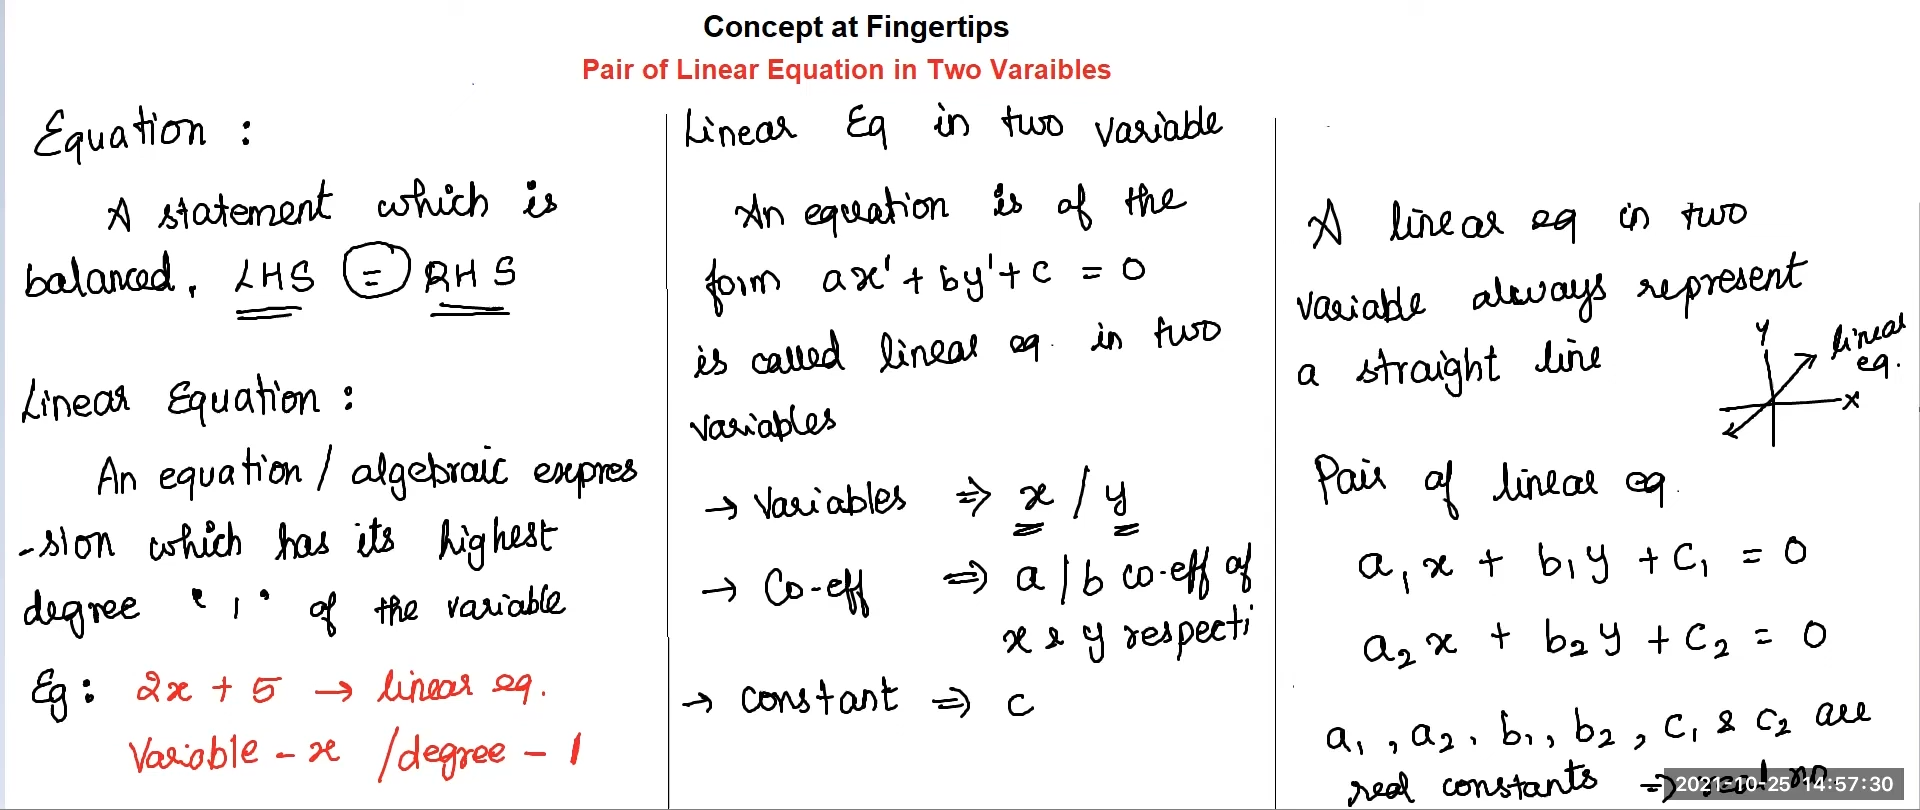 Concept at Fingertips
Pair of Linear Equation in Two Varaibles
Equation :
A statement which is
balanced. LHS = RHS
Linear Equation :
An equation / algebraic expres
-sion which has its highest
degree '1' of the variable
Eg : 2x + 5 → linear eq.
Variable - x / degree - 1
Linear Eq in two variable
An equation is of the
form ax¹ + by¹ + c = 0
is called linear eq. in two
variables
→ Variables ⇒ x / y
→ Co-eff ⇒ a / b co-eff of
x & y respecti
→ constant ⇒ c
A linear eq in two
variable always represent
a straight line
Y
linear
eq.
X
Pair of linear eq.
a₁x + b₁y + c₁ = 0
a₂x + b₂y + c₂ = 0
a₁, a₂, b₁, b₂, c₁ & c₂ are
real constants ⇒ real no
2021-10-25 14:57:30